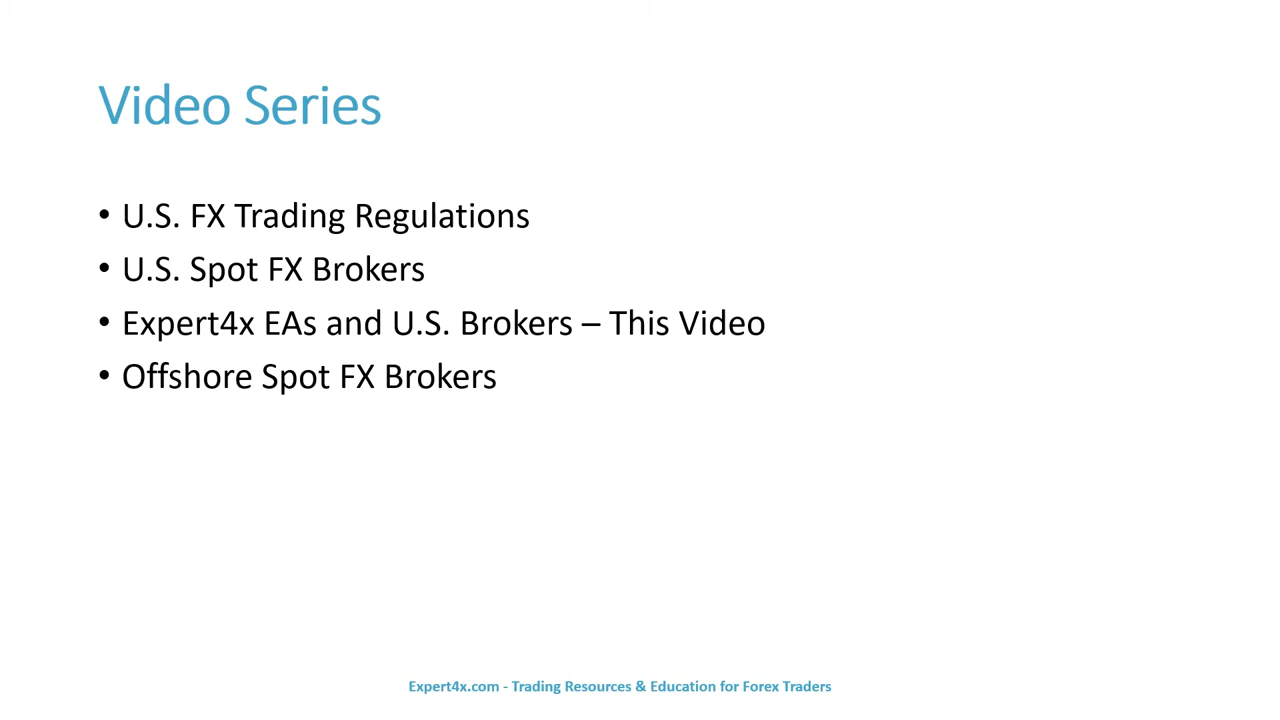 Video Series
• U.S. FX Trading Regulations
• U.S. Spot FX Brokers
• Expert4x EAs and U.S. Brokers – This Video
• Offshore Spot FX Brokers
Expert4x.com - Trading Resources & Education for Forex Traders